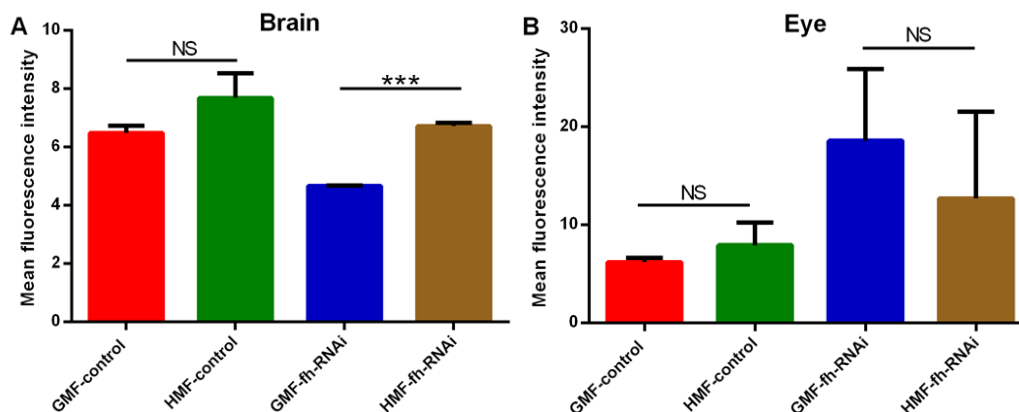 A
Brain
Mean fluorescence intensity
10
8
6
4
2
0
NS
***
GMF-control
HMF-control
GMF-fh-RNAi
HMF-fh-RNAi
B
Eye
Mean fluorescence intensity
30
20
10
0
NS
NS
GMF-control
HMF-control
GMF-fh-RNAi
HMF-fh-RNAi